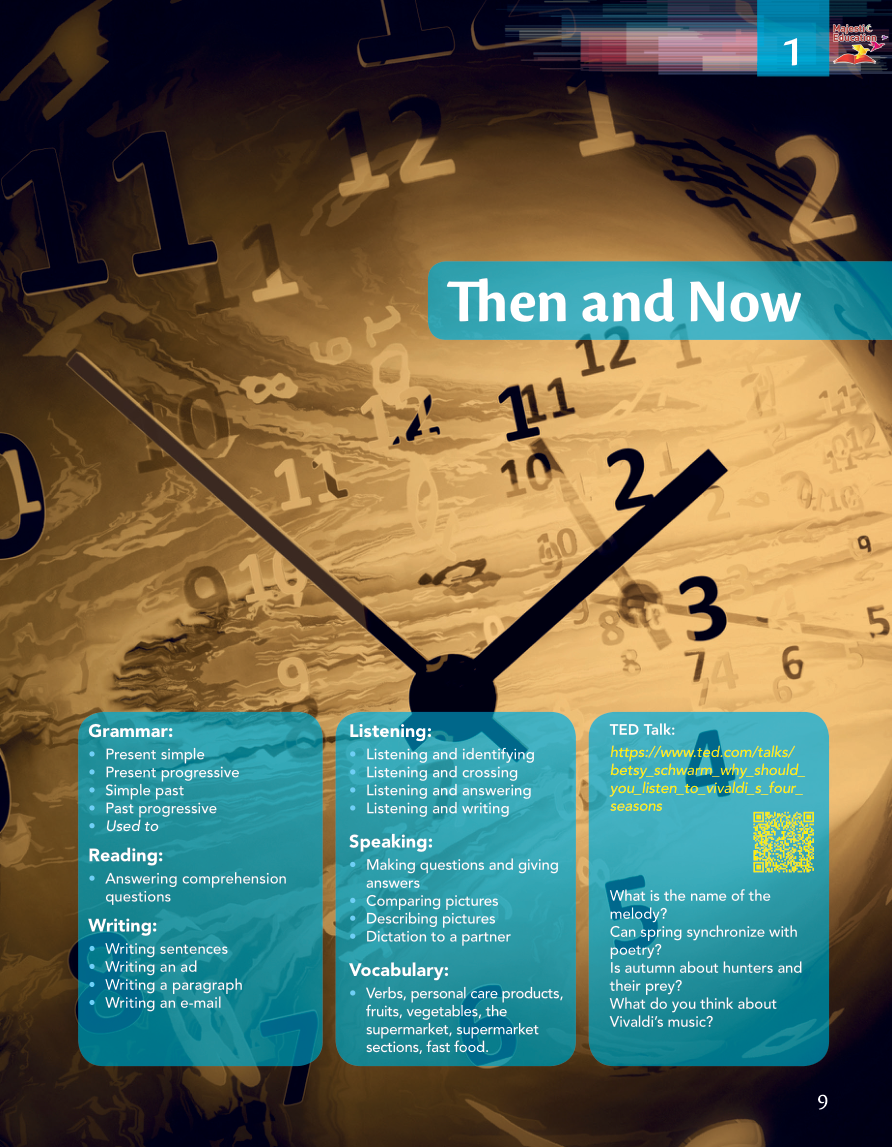 1
Majestic
Education
Then and Now
Grammar:
• Present simple
• Present progressive
• Simple past
• Past progressive
• Used to
Reading:
• Answering comprehension
questions
Writing:
• Writing sentences
• Writing an ad
• Writing a paragraph
• Writing an e-mail
Listening:
• Listening and identifying
• Listening and crossing
• Listening and answering
• Listening and writing
Speaking:
• Making questions and giving
answers
• Comparing pictures
• Describing pictures
• Dictation to a partner
Vocabulary:
• Verbs, personal care products,
fruits, vegetables, the
supermarket, supermarket
sections, fast food.
TED Talk:
https://www.ted.com/talks/
betsy_schwarm_why_should_
you_listen_to_vivaldi_s_four_
seasons
What is the name of the
melody?
Can spring synchronize with
poetry?
Is autumn about hunters and
their prey?
What do you think about
Vivaldi's music?
9